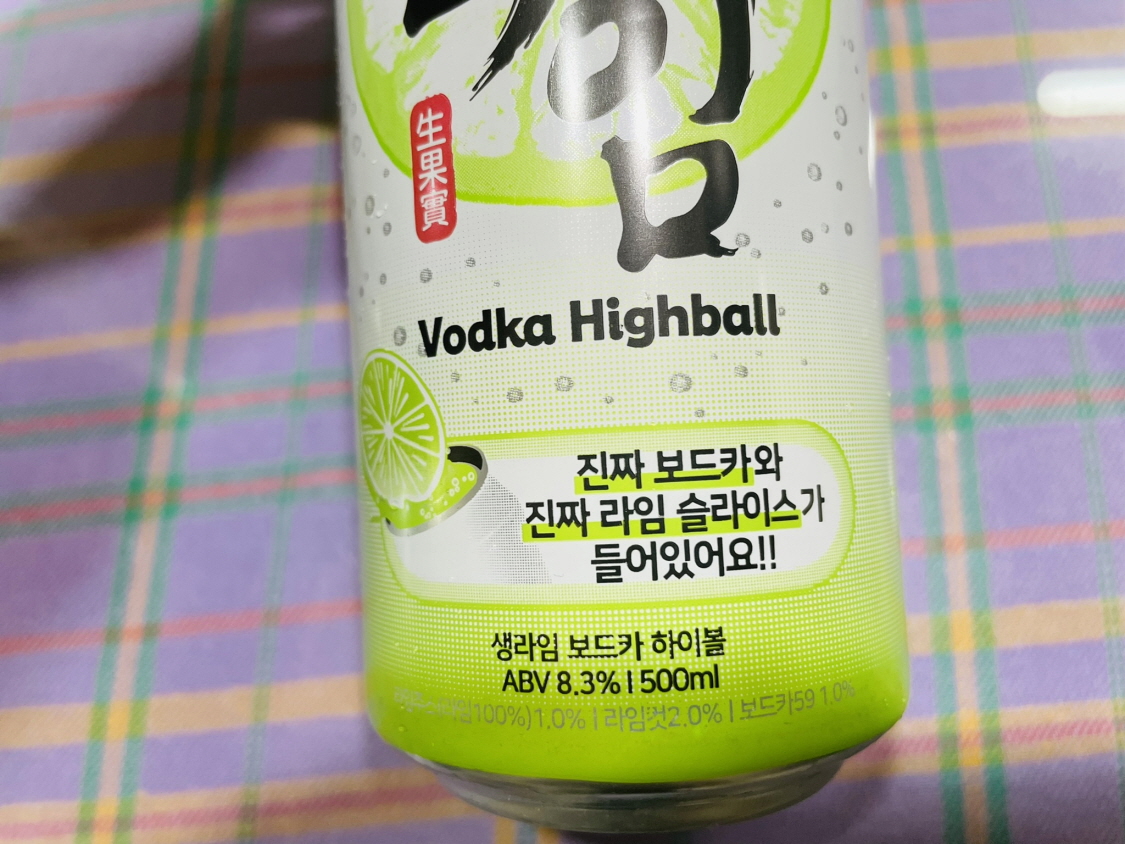 生果實
Vodka Highball
진짜 보드카와
진짜 라임 슬라이스가
들어있어요!!
생라임 보드카 하이볼
ABV 8.3% | 500ml
100%)1.0% | 라임컷2.0% | 보드카59 1.0%